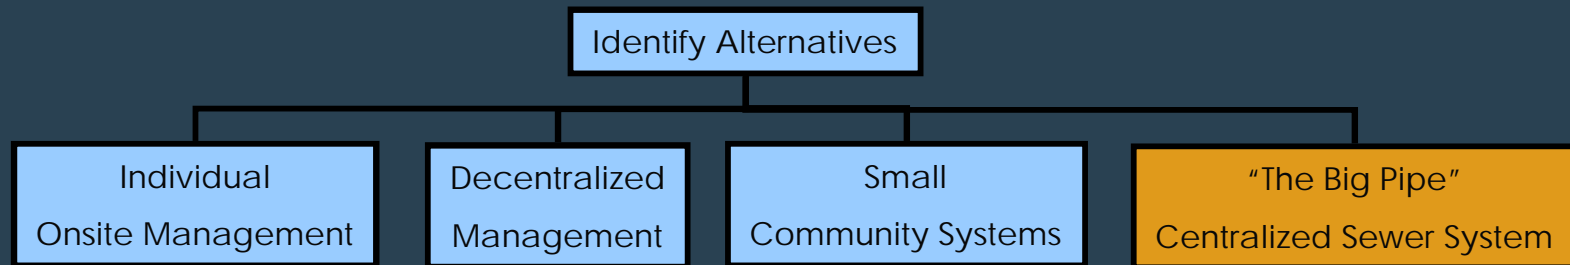 Identify Alternatives
Individual
Onsite Management
Decentralized
Management
Small
Community Systems
“The Big Pipe”
Centralized Sewer System